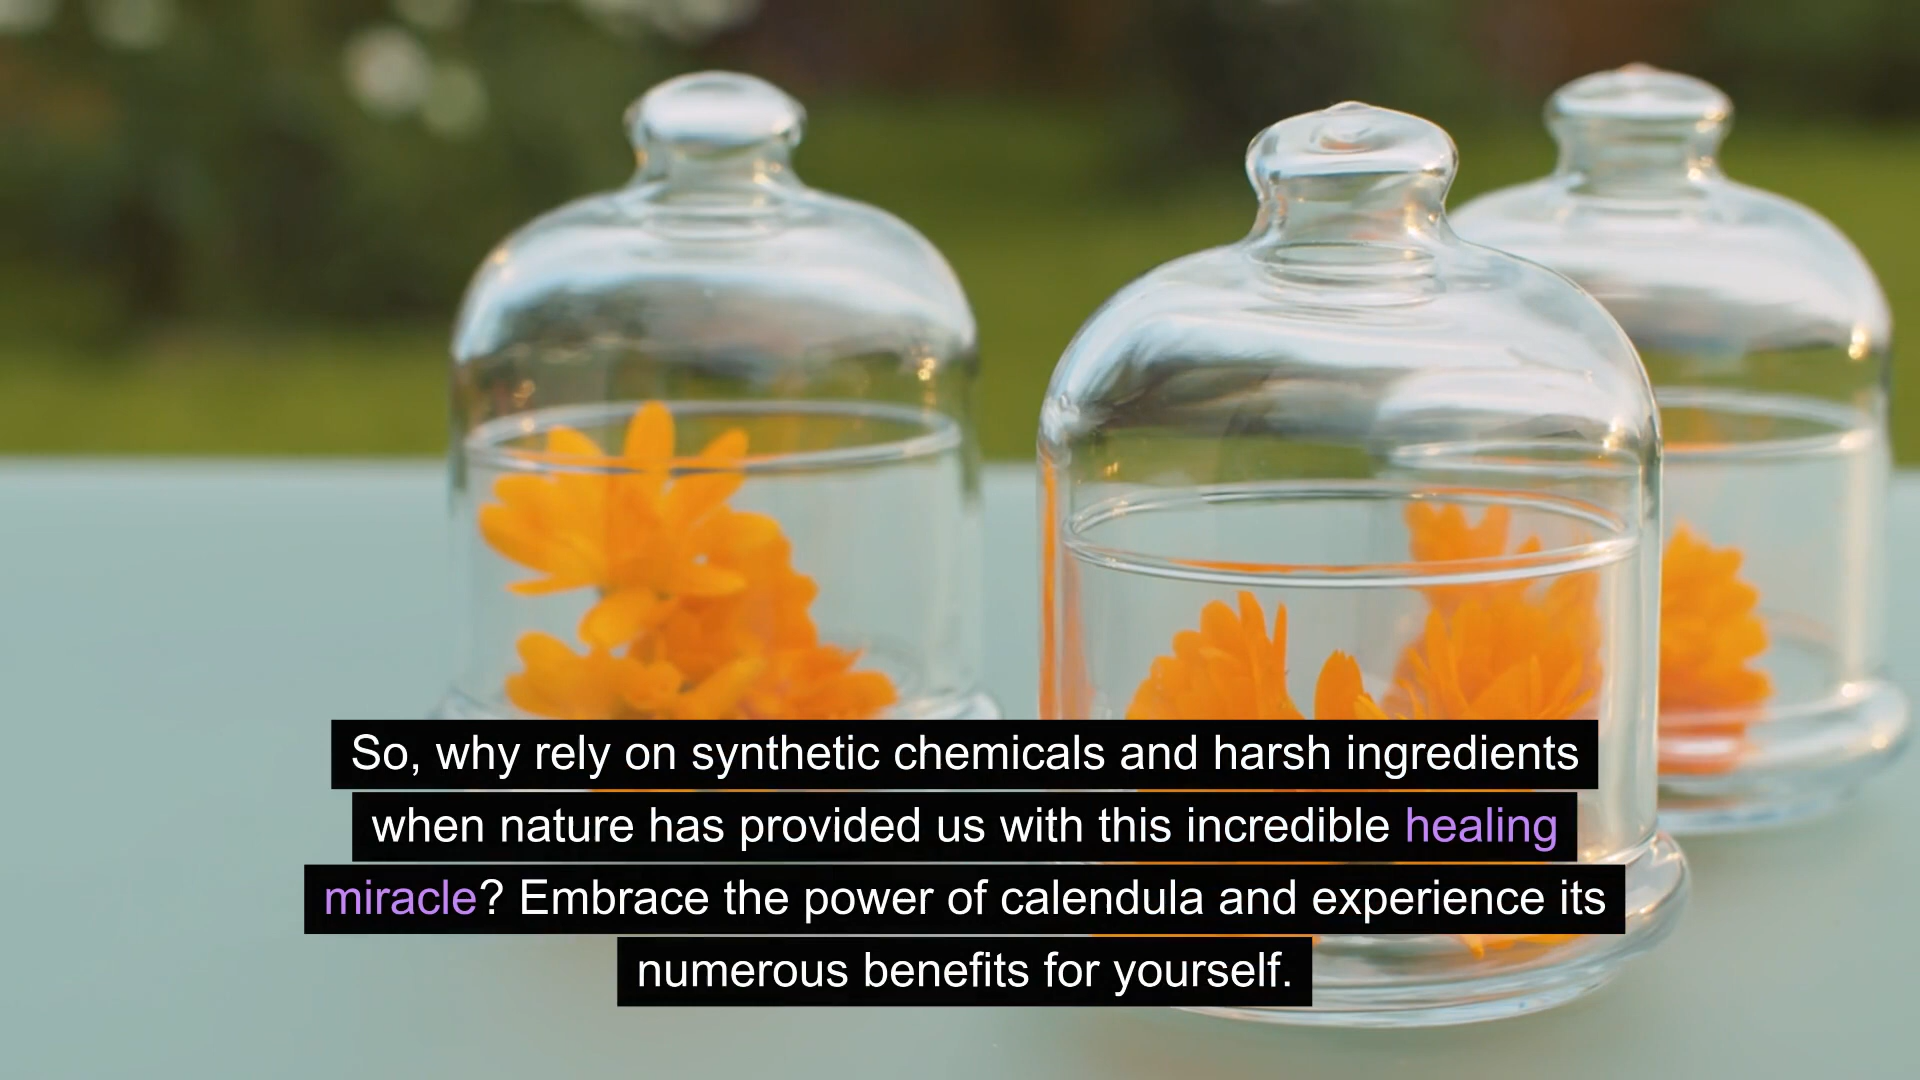 So, why rely on synthetic chemicals and harsh ingredients
when nature has provided us with this incredible healing
miracle? Embrace the power of calendula and experience its
numerous benefits for yourself.